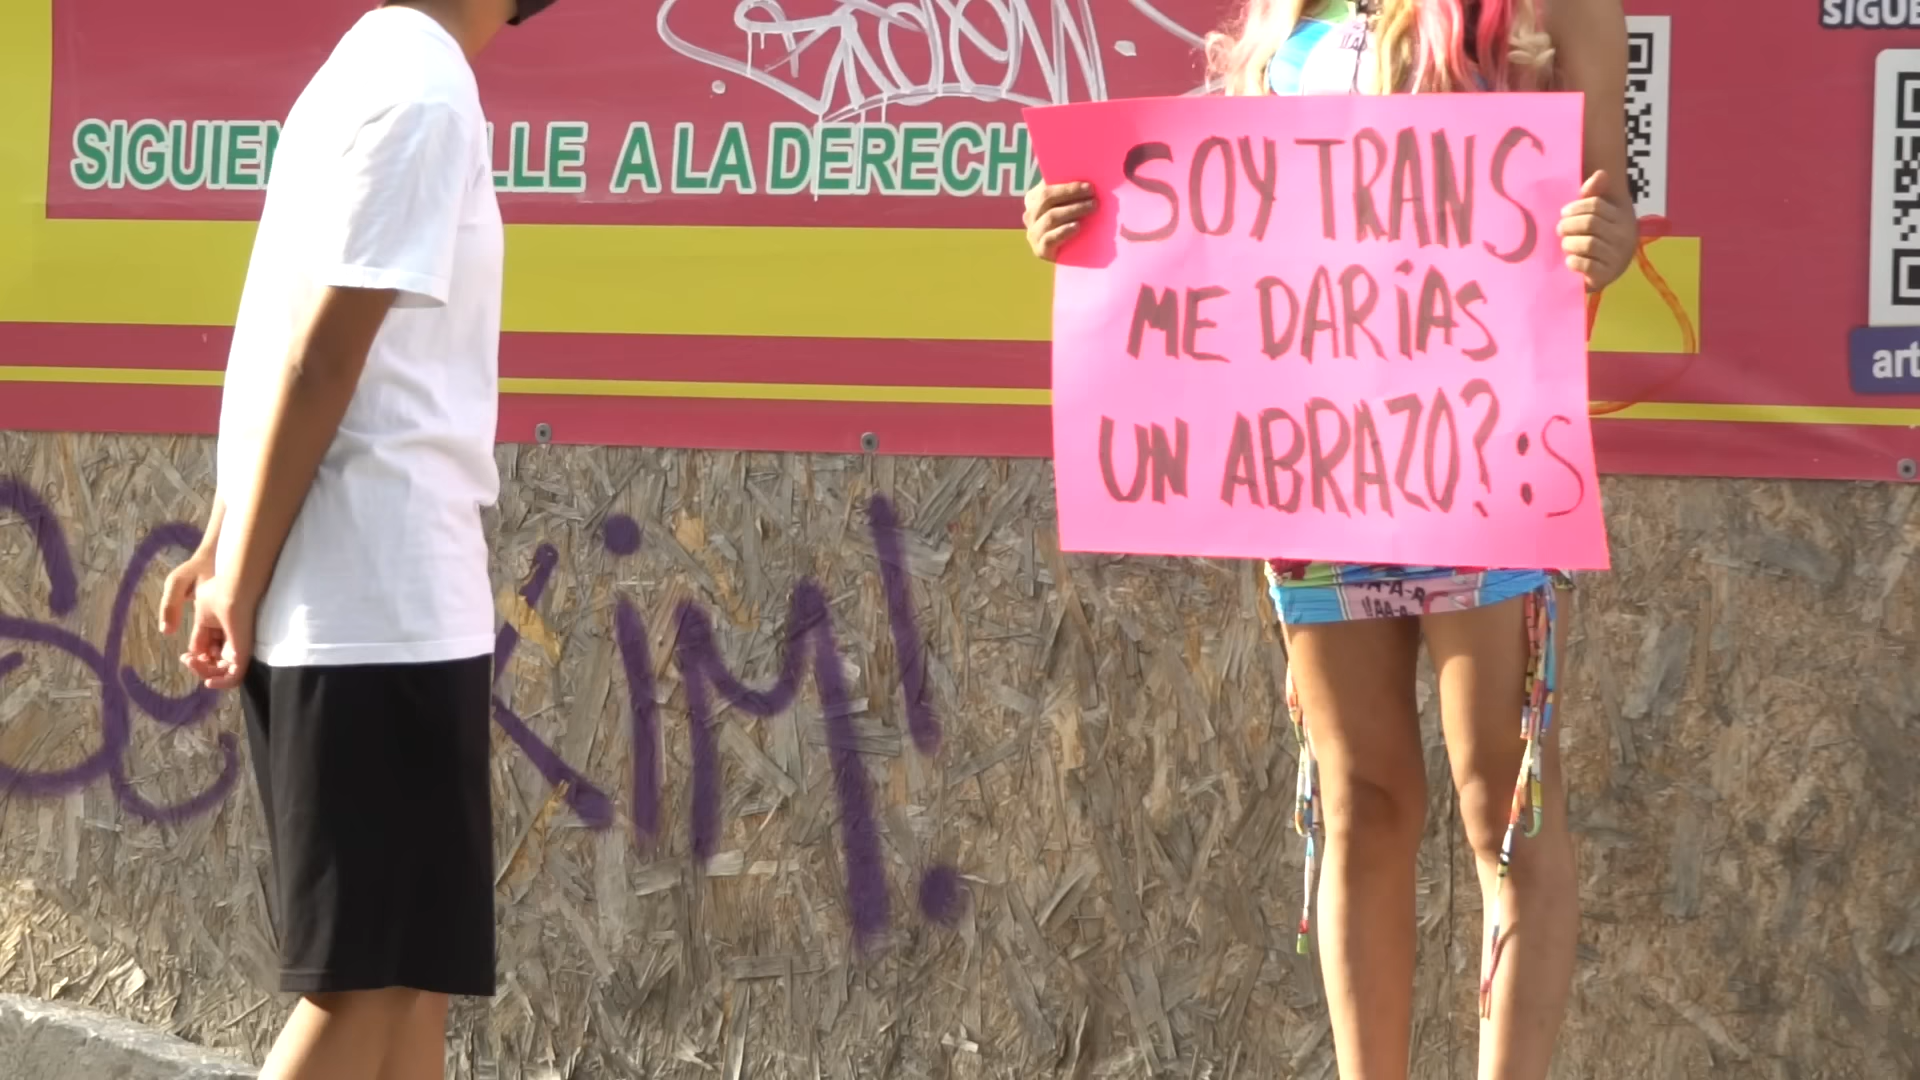 SIGUE
SIGUIEN LLE A LA DERECH
SOY TRANS
ME DARíAS
UN ABRAZO? :S
art
KiM!